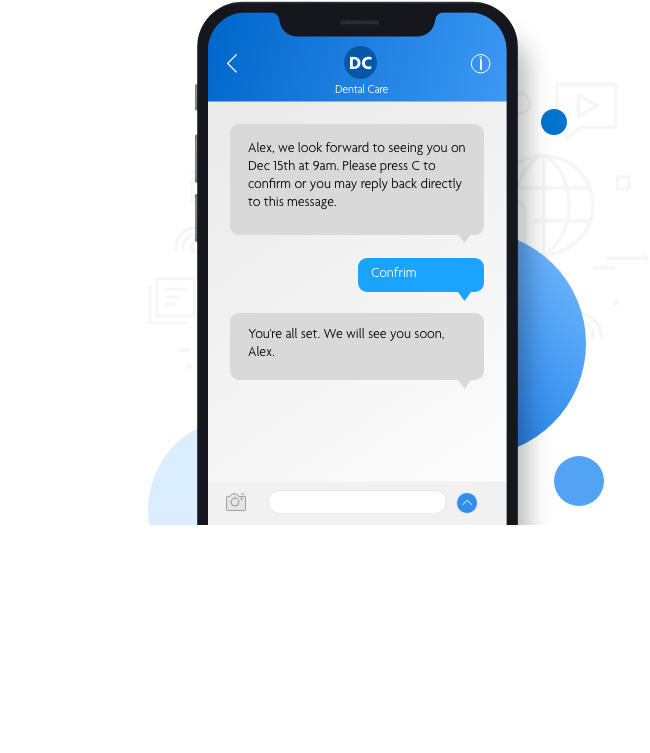 DC
Dental Care
Alex, we look forward to seeing you on
Dec 15th at 9am. Please press C to
confirm or you may reply back directly
to this message.
Confrim
You're all set. We will see you soon,
Alex.